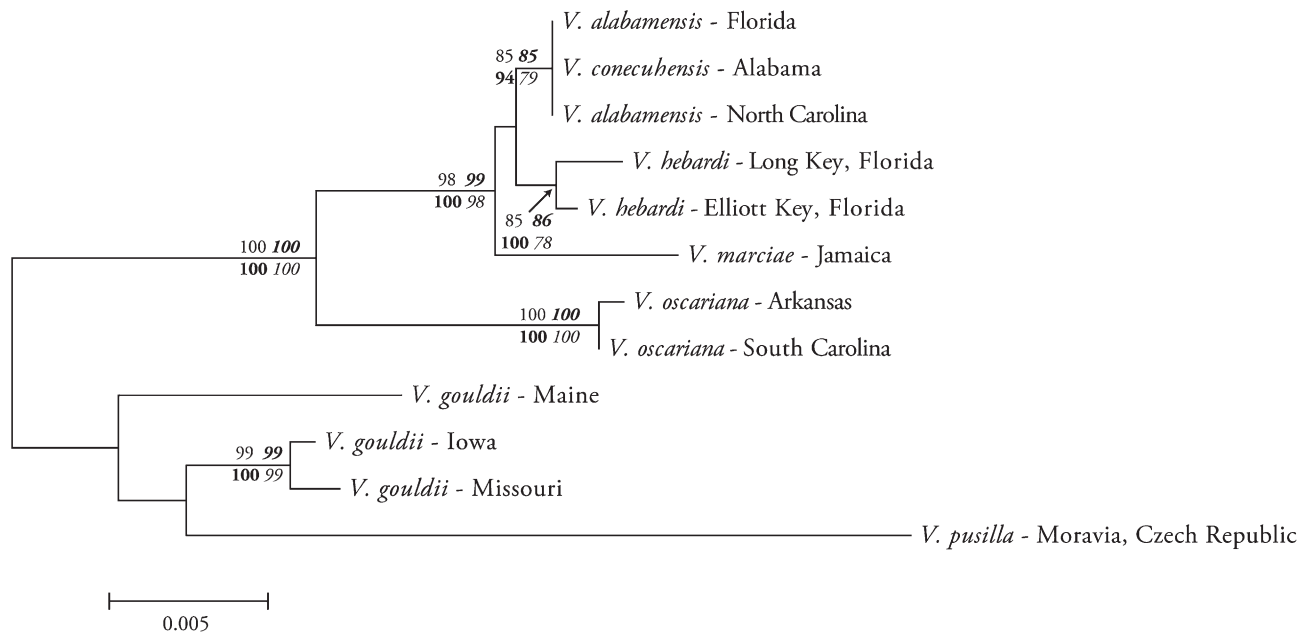 V. alabamensis - Florida
85 85
94 79
V. conecuhensis - Alabama
V. alabamensis - North Carolina
V. hebardi - Long Key, Florida
98 99
100 98
V. hebardi - Elliott Key, Florida
85 86
100 78
100 100
100 100
V. marciae - Jamaica
V. oscariana - Arkansas
100 100
100 100
V. oscariana - South Carolina
V. gouldii - Maine
V. gouldii - Iowa
99 99
100 99
V. gouldii - Missouri
V. pusilla - Moravia, Czech Republic
0.005